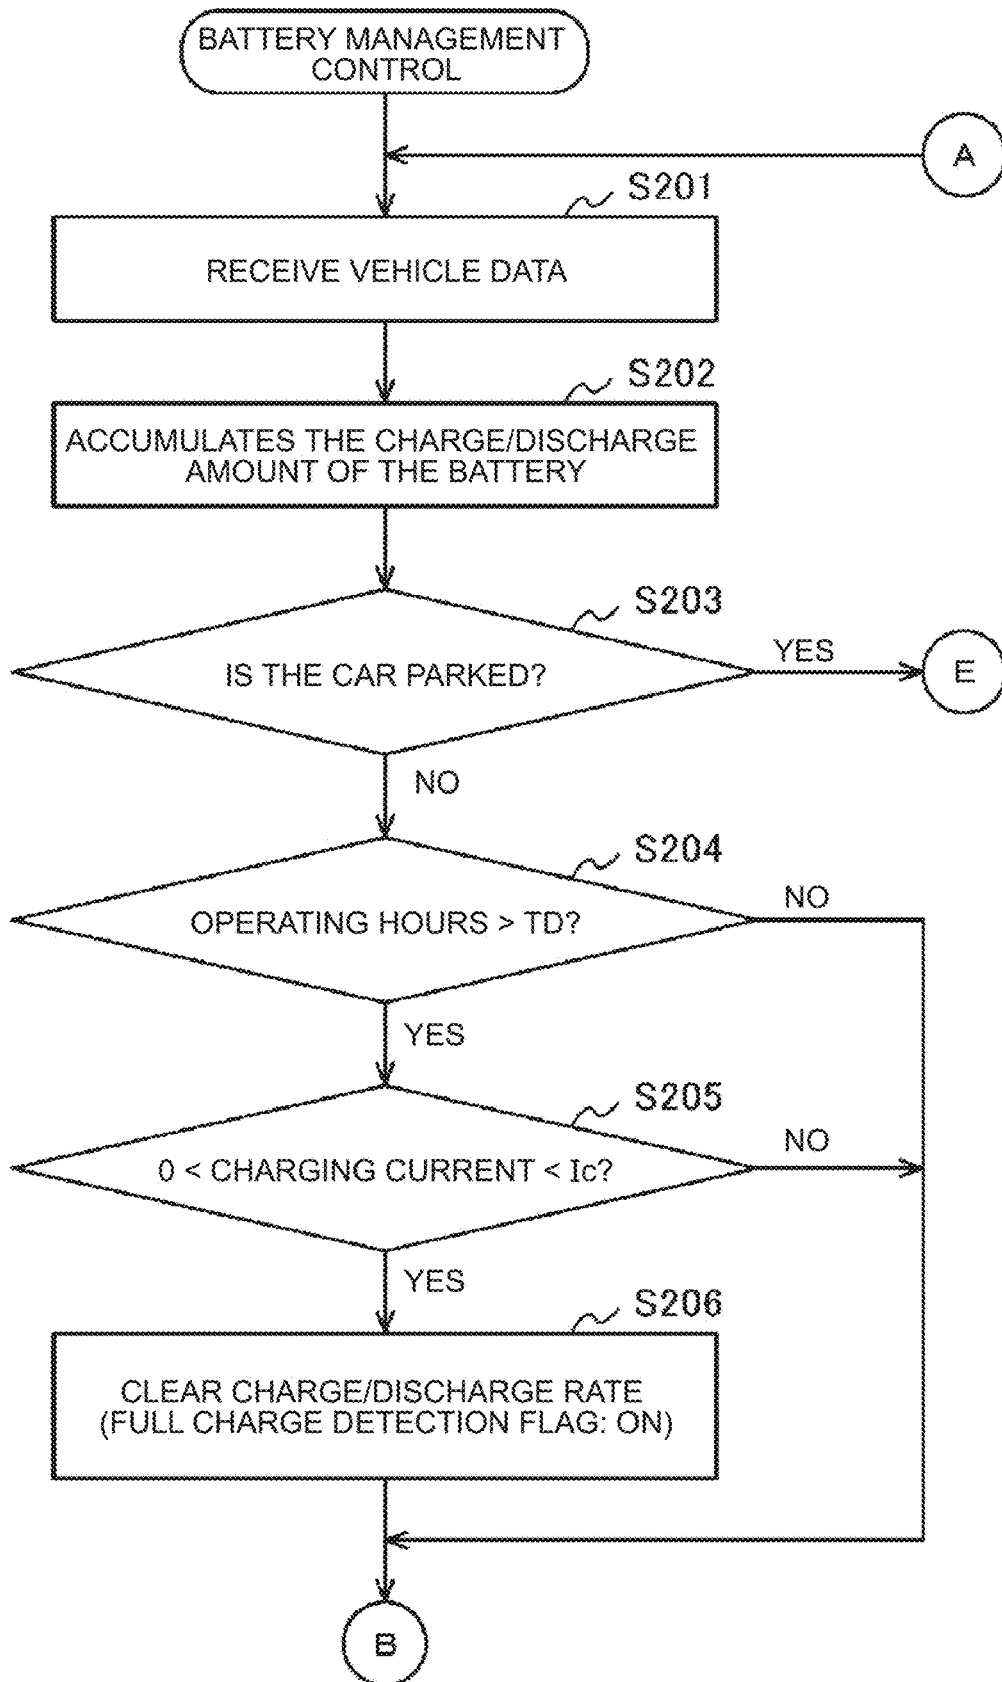 BATTERY MANAGEMENT
CONTROL
A
S201
RECEIVE VEHICLE DATA
S202
ACCUMULATES THE CHARGE/DISCHARGE
AMOUNT OF THE BATTERY
S203
IS THE CAR PARKED?
YES
E
NO
S204
OPERATING HOURS > TD?
NO
YES
S205
0 < CHARGING CURRENT < Ic?
NO
YES
S206
CLEAR CHARGE/DISCHARGE RATE
(FULL CHARGE DETECTION FLAG: ON)
B